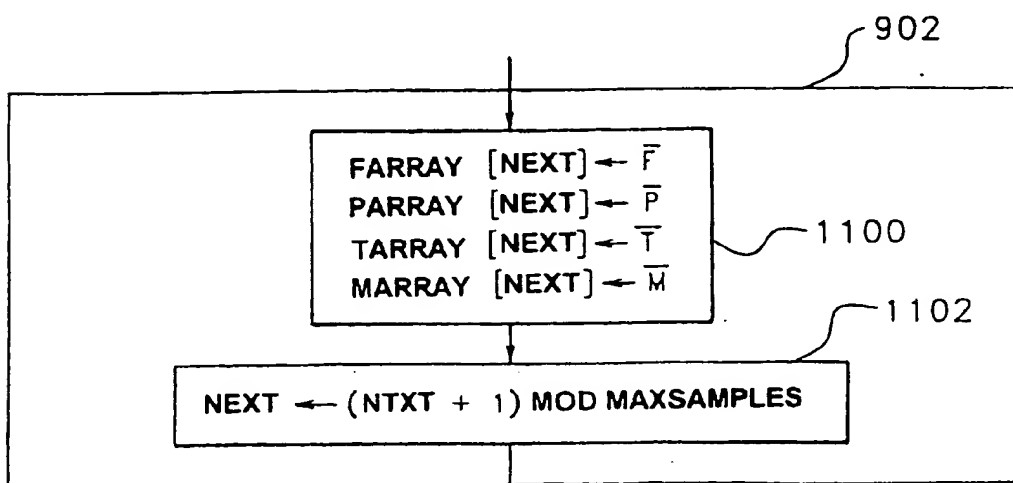 902
FARRAY [NEXT] ← F̅
PARRAY [NEXT] ← P̅
TARRAY [NEXT] ← T̅
MARRAY [NEXT] ← M̅
1100
1102
NEXT ← (NTXT + 1) MOD MAXSAMPLES